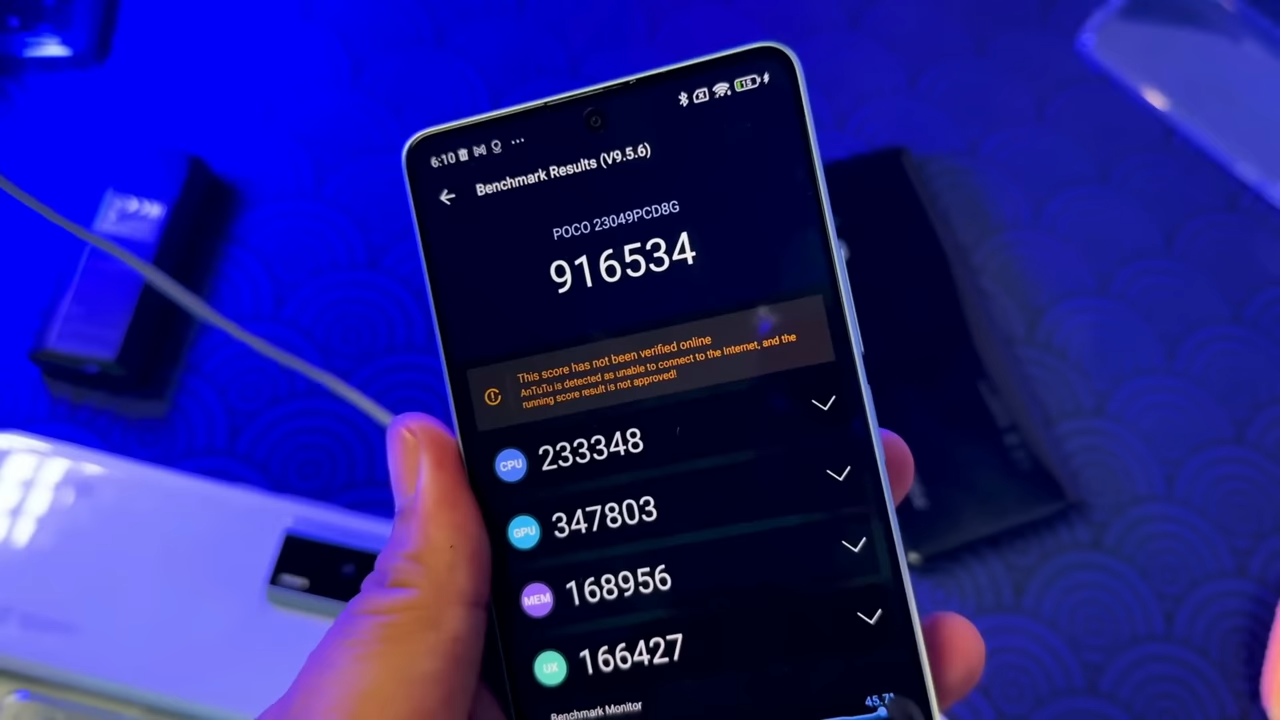 6:10 ...
15
Benchmark Results (V9.5.6)
POCO 23049PCD8G
916534
This score has not been verified online
AnTuTu is detected as unable to connect to the Internet, and the
running score result is not approved!
CPU 233348
GPU 347803
MEM 168956
UX 166427
Benchmark Monitor